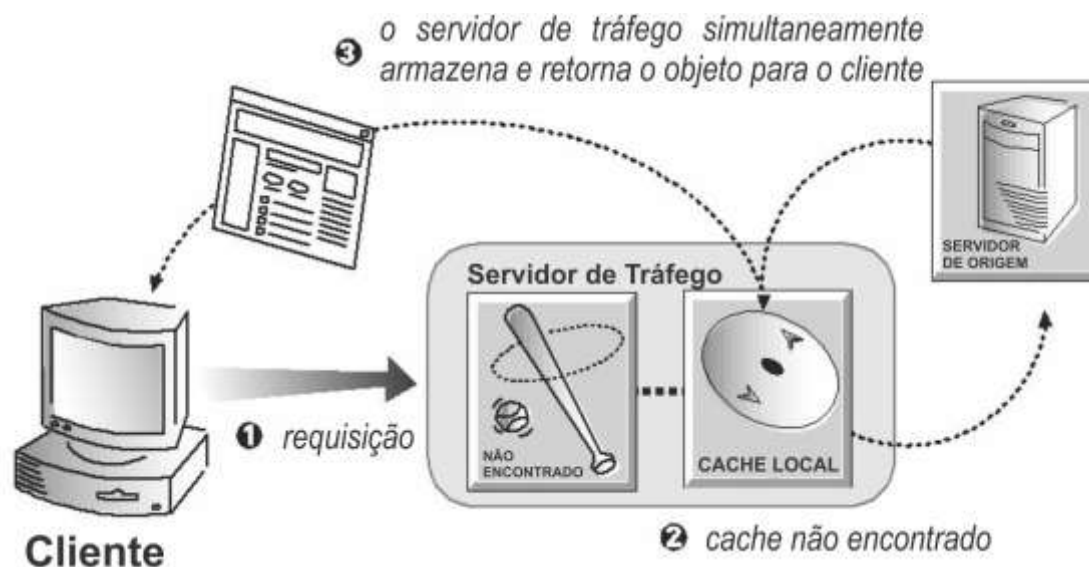 ❸ o servidor de tráfego simultaneamente
armazena e retorna o objeto para o cliente
SERVIDOR
DE ORIGEM
Servidor de Tráfego
NÃO
ENCONTRADO
CACHE LOCAL
❶ requisição
❷ cache não encontrado
Cliente